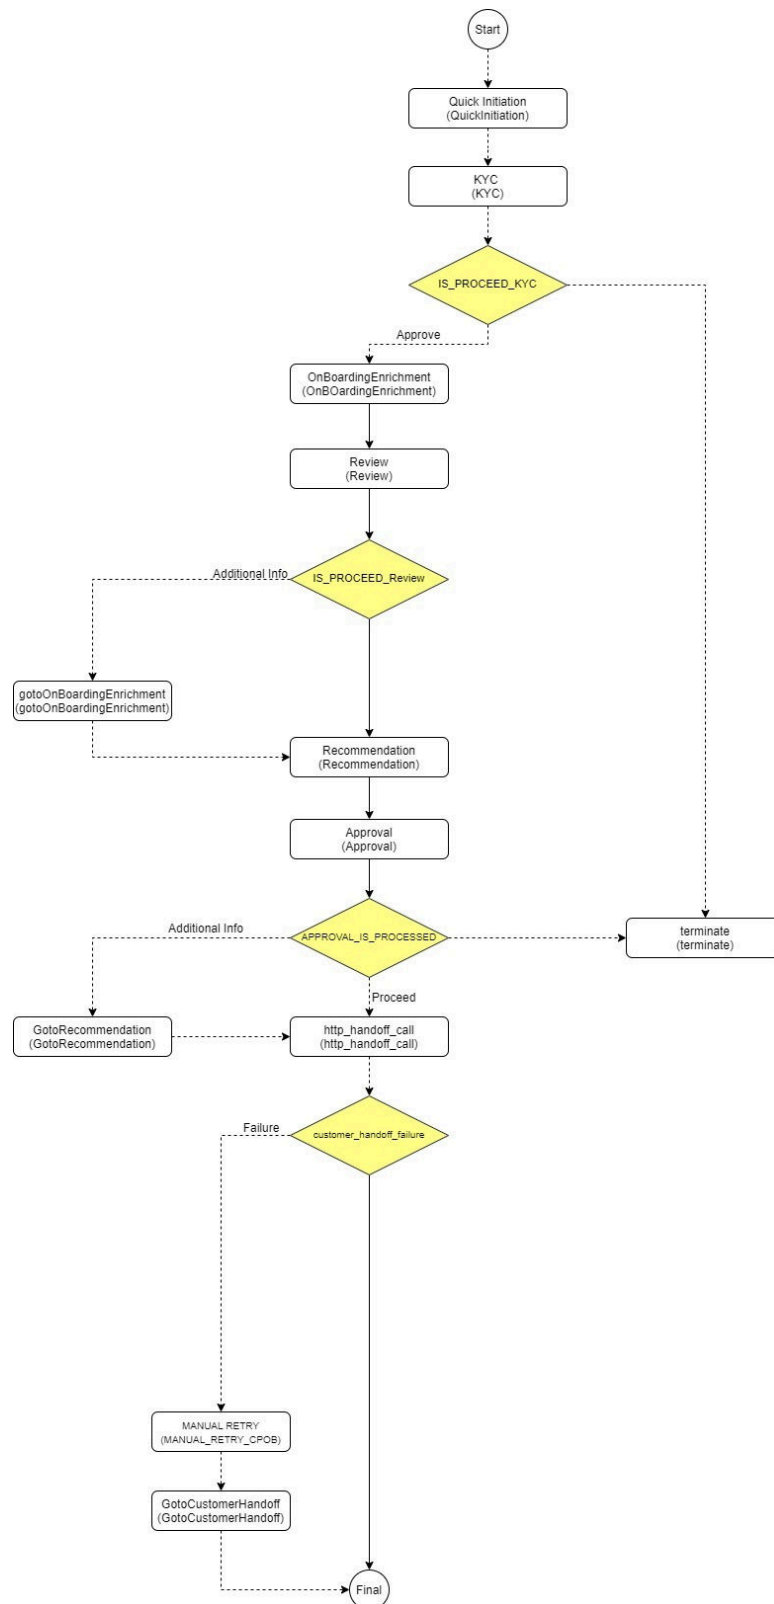 Start
Quick Initiation
(QuickInitiation)
KYC
(KYC)
IS_PROCEED_KYC
Approve
OnBoardingEnrichment
(OnBOardingEnrichment)
Review
(Review)
Additional Info
IS_PROCEED_Review
gotoOnBoardingEnrichment
(gotoOnBoardingEnrichment)
Recommendation
(Recommendation)
Approval
(Approval)
Additional Info
APPROVAL_IS_PROCESSED
terminate
(terminate)
Proceed
GotoRecommendation
(GotoRecommendation)
http_handoff_call
(http_handoff_call)
Failure
customer_handoff_failure
MANUAL RETRY
(MANUAL_RETRY_CPOB)
GotoCustomerHandoff
(GotoCustomerHandoff)
Final